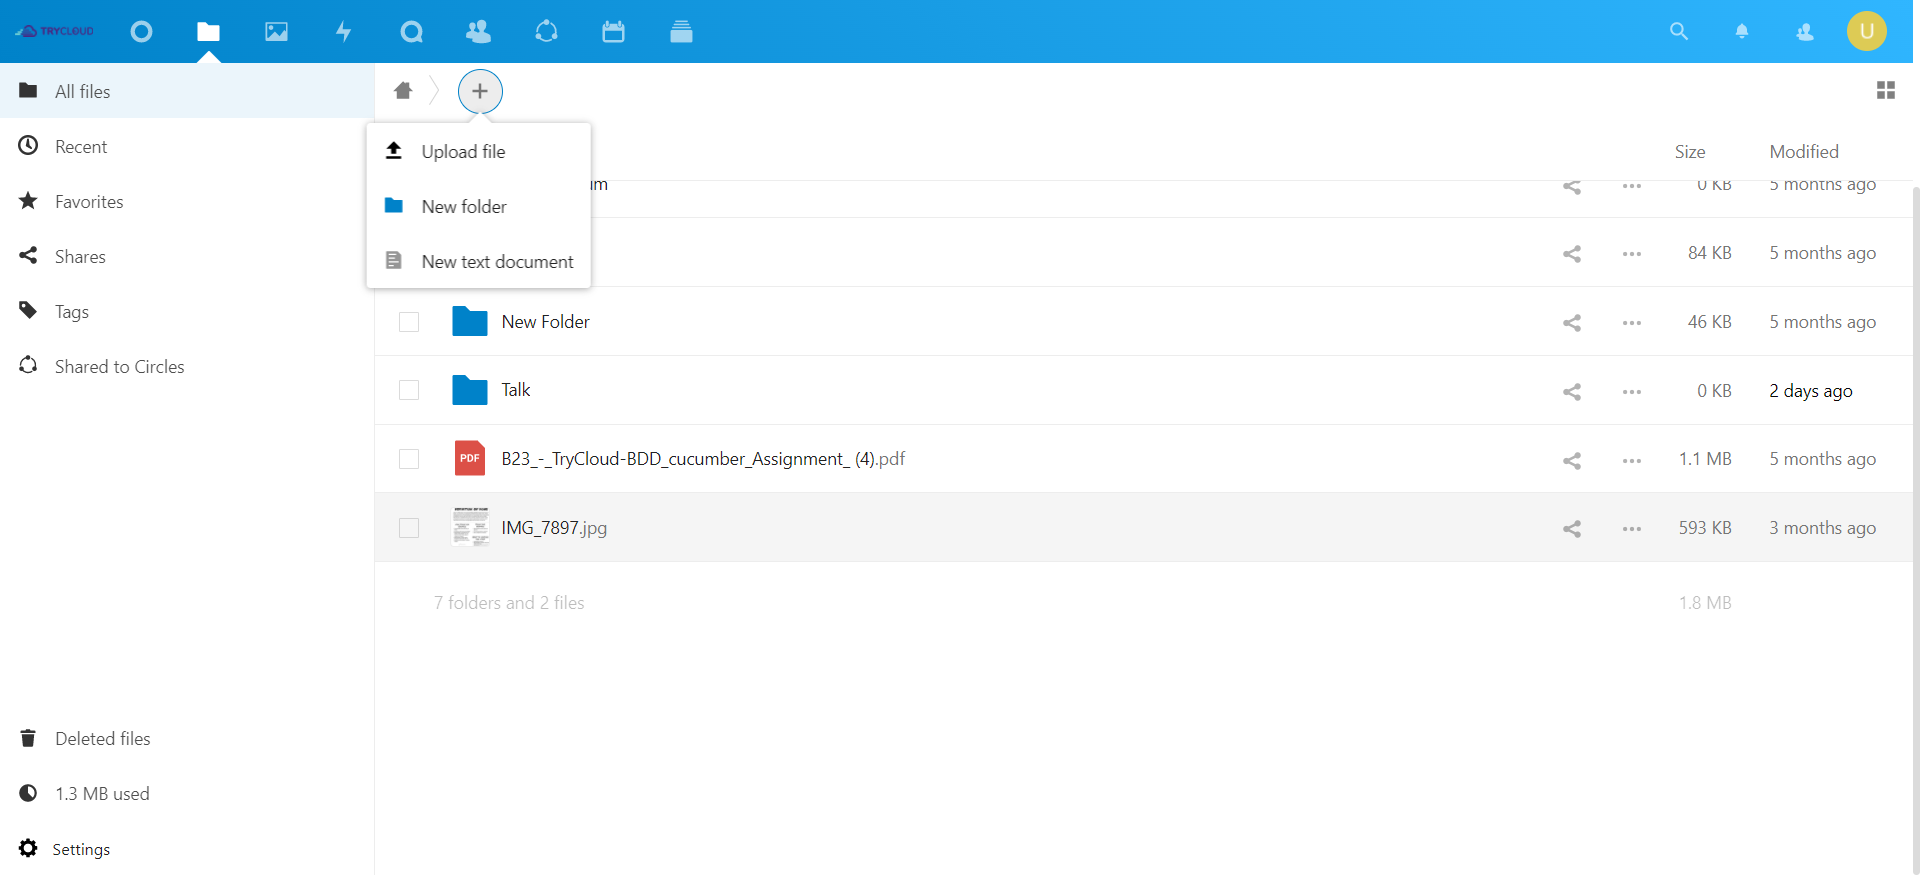 TRYCLOUD
U
All files
Recent
Favorites
Shares
Tags
Shared to Circles
Deleted files
1.3 MB used
Settings
Upload file
New folder
New text document
Size Modified
um 0 KB 5 months ago
84 KB 5 months ago
New Folder 46 KB 5 months ago
Talk 0 KB 2 days ago
PDF B23_-_TryCloud-BDD_cucumber_Assignment_ (4).pdf 1.1 MB 5 months ago
IMG_7897.jpg 593 KB 3 months ago
7 folders and 2 files 1.8 MB